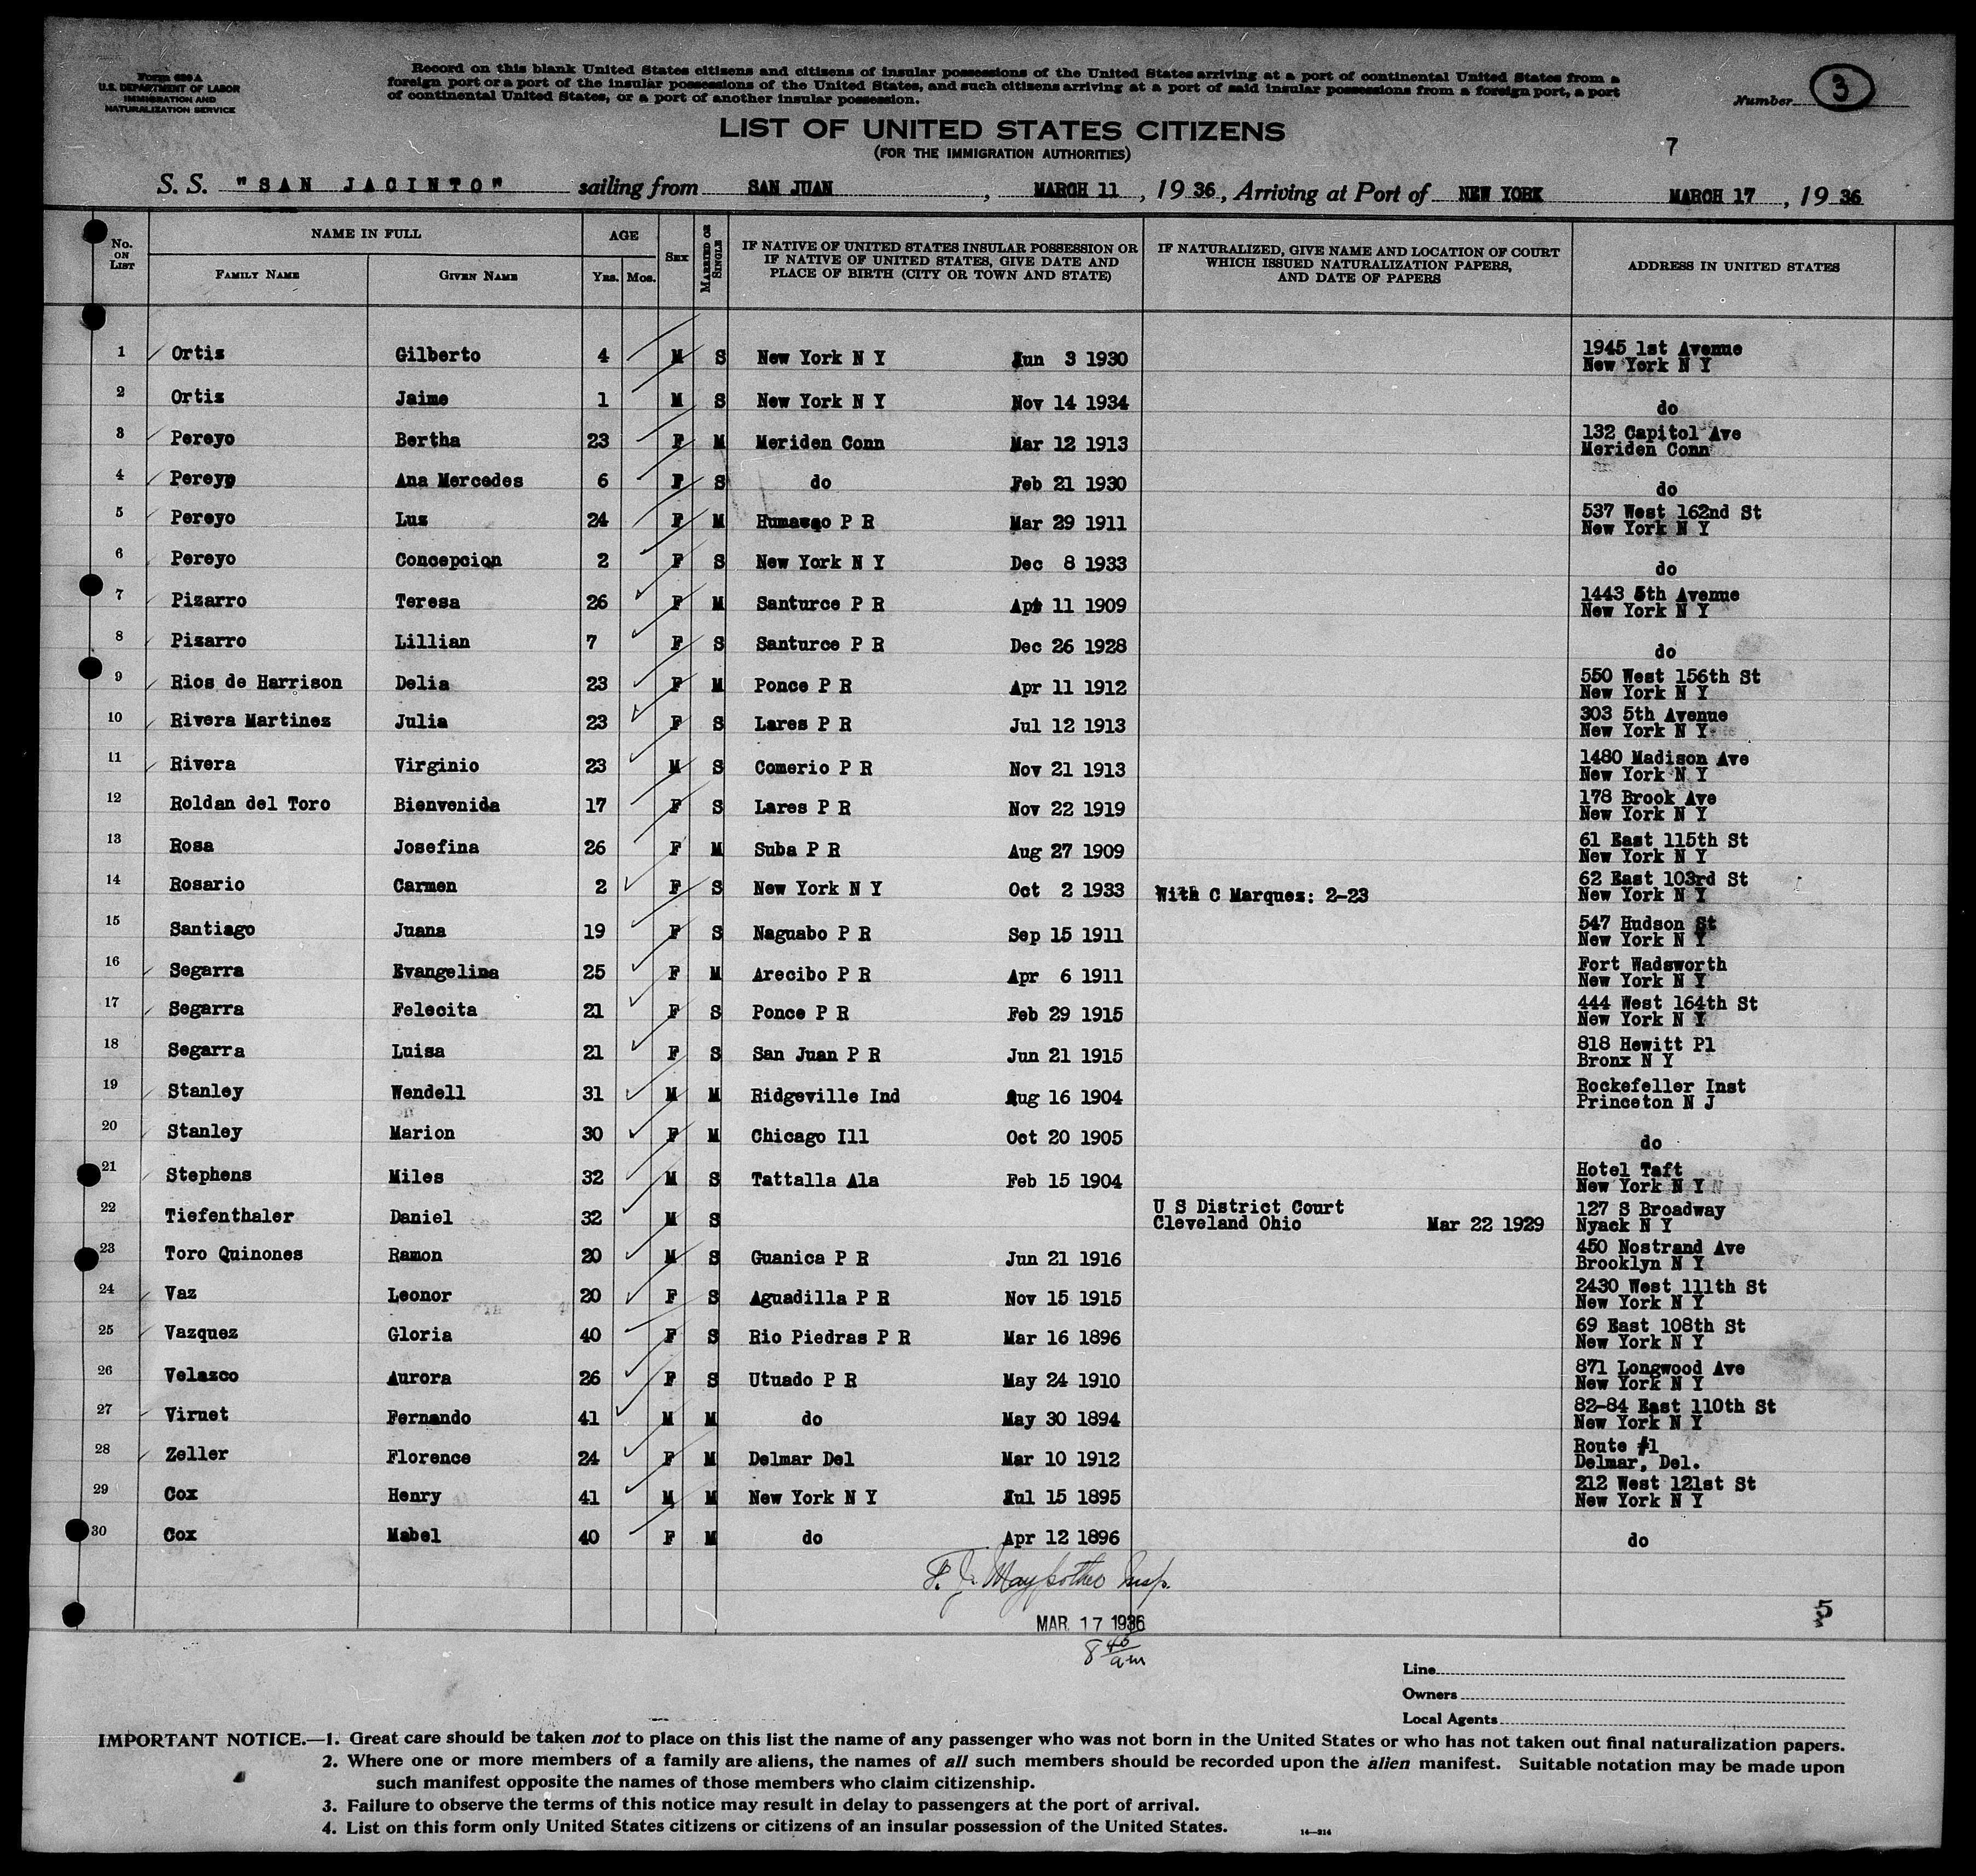 Form 630 A
U.S. DEPARTMENT OF LABOR
IMMIGRATION AND
NATURALIZATION SERVICE
Record on this blank United States citizens and citizens of insular possessions of the United States arriving at a port of continental United States from a
foreign port or a port of the insular possessions of the United States, and such citizens arriving at a port of said insular possessions from a foreign port, a port
of continental United States, or a port of another insular possession.
Number 3
LIST OF UNITED STATES CITIZENS
(FOR THE IMMIGRATION AUTHORITIES)
7
S. S. "SAN JACINTO" sailing from SAN JUAN, MARCH 11, 1936, Arriving at Port of NEW YORK MARCH 17, 1936
No. ON LIST NAME IN FULL FAMILY NAME GIVEN NAME AGE YRS. MOS. SEX MARRIED OR SINGLE IF NATIVE OF UNITED STATES INSULAR POSSESSION OR IF NATIVE OF UNITED STATES, GIVE DATE AND PLACE OF BIRTH (CITY OR TOWN AND STATE) IF NATURALIZED, GIVE NAME AND LOCATION OF COURT WHICH ISSUED NATURALIZATION PAPERS, AND DATE OF PAPERS ADDRESS IN UNITED STATES
1 Ortiz Gilberto 4 M S New York N Y Jun 3 1930 1945 1st Avenue New York N Y
2 Ortiz Jaime 1 M S New York N Y Nov 14 1934 do
3 Pereyo Bertha 23 F M Meriden Conn Mar 12 1913 132 Capitol Ave Meriden Conn
4 Pereyo Ana Mercedes 6 F S do Feb 21 1930 do
5 Pereyo Luz 24 F M Humacao P R Mar 29 1911 537 West 162nd St New York N Y
6 Pereyo Concepcion 2 F S New York N Y Dec 8 1933 do
7 Pizarro Teresa 26 F M Santurce P R Apr 11 1909 1443 5th Avenue New York N Y
8 Pizarro Lillian 7 F S Santurce P R Dec 26 1928 do
9 Rios de Harrison Delia 23 F M Ponce P R Apr 11 1912 550 West 156th St New York N Y
10 Rivera Martinez Julia 23 F S Lares P R Jul 12 1913 303 5th Avenue New York N Y
11 Rivera Virginio 23 M S Comerio P R Nov 21 1913 1480 Madison Ave New York N Y
12 Roldan del Toro Bienvenida 17 F S Lares P R Nov 22 1919 178 Brook Ave New York N Y
13 Rosa Josefina 26 F M Suba P R Aug 27 1909 61 East 115th St New York N Y
14 Rosario Carmen 2 F S New York N Y Oct 2 1933 With C Marquez: 2-23 62 East 103rd St New York N Y
15 Santiago Juana 19 F S Naguabo P R Sep 15 1911 547 Hudson St New York N Y
16 Segarra Evangelina 25 F M Arecibo P R Apr 6 1911 Fort Wadsworth New York N Y
17 Segarra Felecita 21 F S Ponce P R Feb 29 1915 444 West 164th St New York N Y
18 Segarra Luisa 21 F S San Juan P R Jun 21 1915 818 Hewitt Pl Bronx N Y
19 Stanley Wendell 31 M M Ridgeville Ind Aug 16 1904 Rockefeller Inst Princeton N J
20 Stanley Marion 30 F M Chicago Ill Oct 20 1905 do
21 Stephens Miles 32 M S Tattalla Ala Feb 15 1904 Hotel Taft New York N Y
22 Tiefenthaler Daniel 32 M S U S District Court Cleveland Ohio Mar 22 1929 127 S Broadway Nyack N Y
23 Toro Quinones Ramon 20 M S Guanica P R Jun 21 1916 450 Nostrand Ave Brooklyn N Y
24 Vaz Leonor 20 F S Aguadilla P R Nov 15 1915 2430 West 111th St New York N Y
25 Vazquez Gloria 40 F S Rio Piedras P R Mar 16 1896 69 East 108th St New York N Y
26 Velazco Aurora 26 F S Utuado P R May 24 1910 871 Longwood Ave New York N Y
27 Virnet Fernando 41 M M do May 30 1894 82-84 East 110th St New York N Y
28 Zeller Florence 24 F M Delmar Del Mar 10 1912 Route #1 Delmar, Del.
29 Cox Henry 41 M M New York N Y Jul 15 1895 212 West 121st St New York N Y
30 Cox Mabel 40 F M do Apr 12 1896 do
Insp.
MAR. 17 1936
8 40 am
5
Line
Owners
Local Agents
IMPORTANT NOTICE.—1. Great care should be taken not to place on this list the name of any passenger who was not born in the United States or who has not taken out final naturalization papers.
2. Where one or more members of a family are aliens, the names of all such members should be recorded upon the alien manifest. Suitable notation may be made upon
such manifest opposite the names of those members who claim citizenship.
3. Failure to observe the terms of this notice may result in delay to passengers at the port of arrival.
4. List on this form only United States citizens or citizens of an insular possession of the United States.
14—214